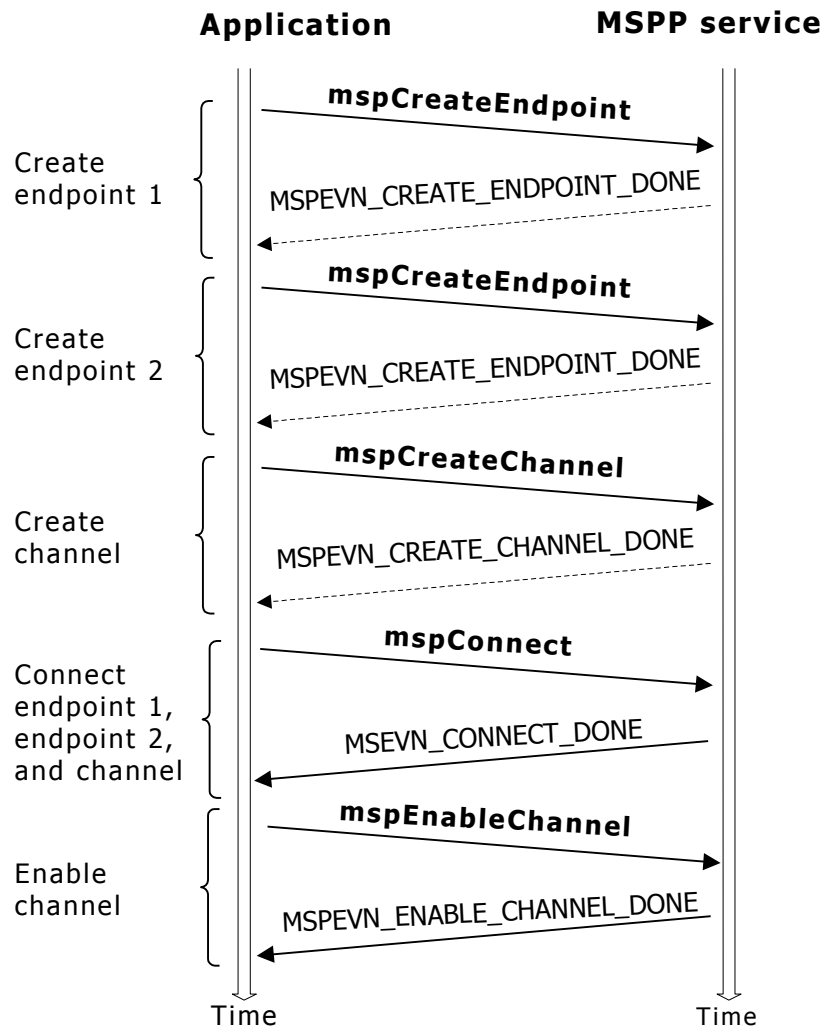 Application
MSPP service
mspCreateEndpoint
Create
endpoint 1
MSPEVN_CREATE_ENDPOINT_DONE
mspCreateEndpoint
Create
endpoint 2
MSPEVN_CREATE_ENDPOINT_DONE
mspCreateChannel
Create
channel
MSPEVN_CREATE_CHANNEL_DONE
mspConnect
Connect
endpoint 1,
endpoint 2,
and channel
MSEVN_CONNECT_DONE
mspEnableChannel
Enable
channel
MSPEVN_ENABLE_CHANNEL_DONE
Time
Time